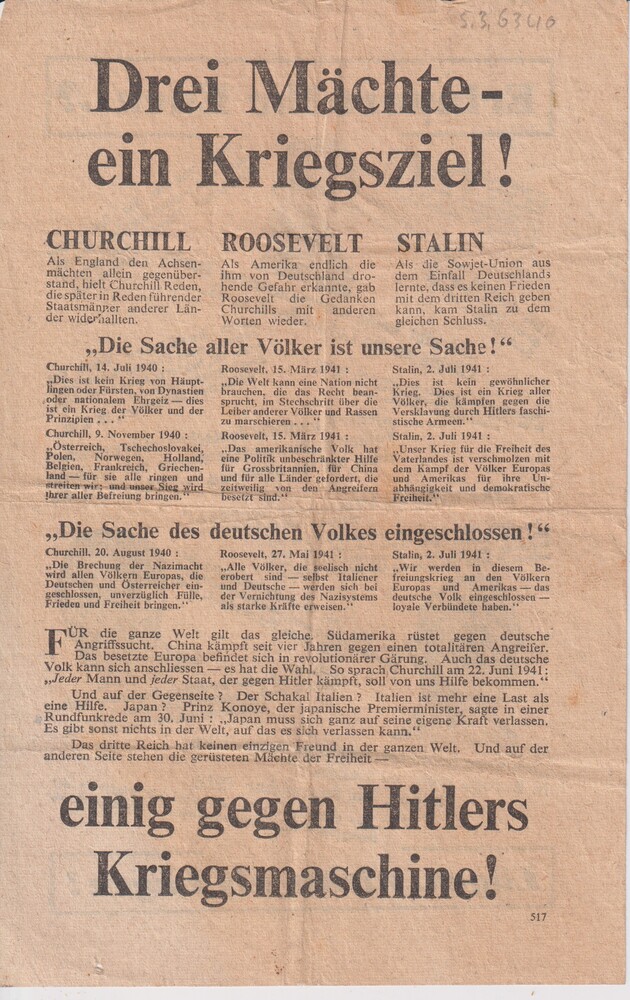 5.3.63 Lio
Drei Mächte -
ein Kriegsziel!
CHURCHILL
Als England den Achsen-
mächten allein gegenüber-
stand, hielt Churchill Reden,
die später in Reden führender
Staatsmänner anderer Län-
der widerhallten.
ROOSEVELT
Als Amerika endlich die
ihm von Deutschland dro-
hende Gefahr erkannte, gab
Roosevelt die Gedanken
Churchills mit anderen
Worten wieder.
STALIN
Als die Sowjet-Union aus
dem Einfall Deutschlands
lernte, dass es keinen Frieden
mit dem dritten Reich geben
kann, kam Stalin zu dem
gleichen Schluss.
„Die Sache aller Völker ist unsere Sache!“
Churchill, 14. Juli 1940 :
„Dies ist kein Krieg von Häupt-
lingen oder Fürsten, von Dynastien
oder nationalem Ehrgeiz — dies
ist ein Krieg der Völker und der
Prinzipien . . . “
Roosevelt, 15. März 1941 :
„Die Welt kann eine Nation nicht
brauchen, die das Recht bean-
sprucht, im Stechschritt über die
Leiber anderer Völker und Rassen
zu marschieren . . . “
Stalin, 2. Juli 1941 :
„Dies ist kein gewöhnlicher
Krieg. Dies ist ein Krieg aller
Völker, die kämpfen gegen die
Versklavung durch Hitlers faschi-
stische Armeen.“
Churchill, 9. November 1940 :
„Österreich, Tschechoslovakei,
Polen, Norwegen, Holland,
Belgien, Frankreich, Griechen-
land — für sie alle ringen und
streiten wir; und unser Sieg wird
ihrer aller Befreiung bringen.“
Roosevelt, 15. März 1941 :
„Das amerikanische Volk hat
eine Politik unbeschränkter Hilfe
für Grossbritannien, für China
und für alle Länder gefordert, die
zeitweilig von den Angreifern
besetzt sind.“
Stalin, 2. Juli 1941 :
„Unser Krieg für die Freiheit des
Vaterlandes ist verschmolzen mit
dem Kampf der Völker Europas
und Amerikas für ihre Un-
abhängigkeit und demokratische
Freiheit.“
„Die Sache des deutschen Volkes eingeschlossen!“
Churchill, 20. August 1940 :
„Die Brechung der Nazimacht
wird allen Völkern Europas, die
Deutschen und Österreicher ein-
geschlossen, unverzüglich Fülle,
Frieden und Freiheit bringen.“
Roosevelt, 27. Mai 1941 :
„Alle Völker, die seelisch nicht
erobert sind — selbst Italiener
und Deutsche — werden sich bei
der Vernichtung des Nazisystems
als starke Kräfte erweisen.“
Stalin, 2. Juli 1941 :
„Wir werden in diesem Be-
freiungskrieg an den Völkern
Europas und Amerikas — das
deutsche Volk eingeschlossen —
loyale Verbündete haben.“
FÜR die ganze Welt gilt das gleiche. Südamerika rüstet gegen deutsche
Angriffssucht. China kämpft seit vier Jahren gegen einen totalitären Angreifer.
Das besetzte Europa befindet sich in revolutionärer Gärung. Auch das deutsche
Volk kann sich anschliessen — es hat die Wahl. So sprach Churchill am 22. Juni 1941 :
„Jeder Mann und jeder Staat, der gegen Hitler kämpft, soll von uns Hilfe bekommen.“
Und auf der Gegenseite ? Der Schakal Italien ? Italien ist mehr eine Last als
eine Hilfe. Japan ? Prinz Konoye, der japanische Premierminister, sagte in einer
Rundfunkrede am 30. Juni : „Japan muss sich ganz auf seine eigene Kraft verlassen.
Es gibt sonst nichts in der Welt, auf das es sich verlassen kann.“
Das dritte Reich hat keinen einzigen Freund in der ganzen Welt. Und auf der
anderen Seite stehen die gerüsteten Mächte der Freiheit —
einig gegen Hitlers
Kriegsmaschine!
517